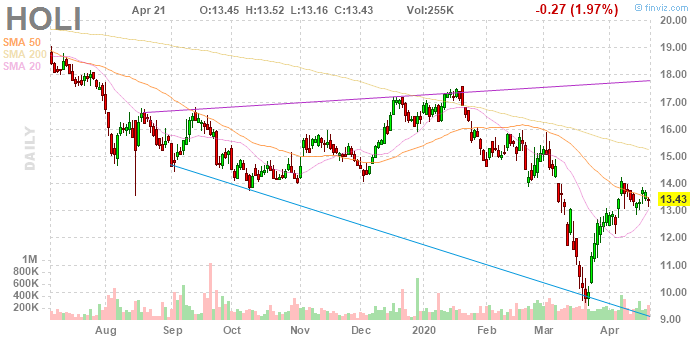 HOLI
Apr 21 O:13.45 H:13.52 L:13.16 C:13.43 Vol:255K -0.27 (1.97%)
© finviz.com
SMA 50
SMA 200
SMA 20
DAILY
20.00
19.00
18.00
17.00
16.00
15.00
14.00
13.43
13.00
12.00
11.00
10.00
9.00
1M
800K
600K
400K
200K
Aug Sep Oct Nov Dec 2020 Feb Mar Apr